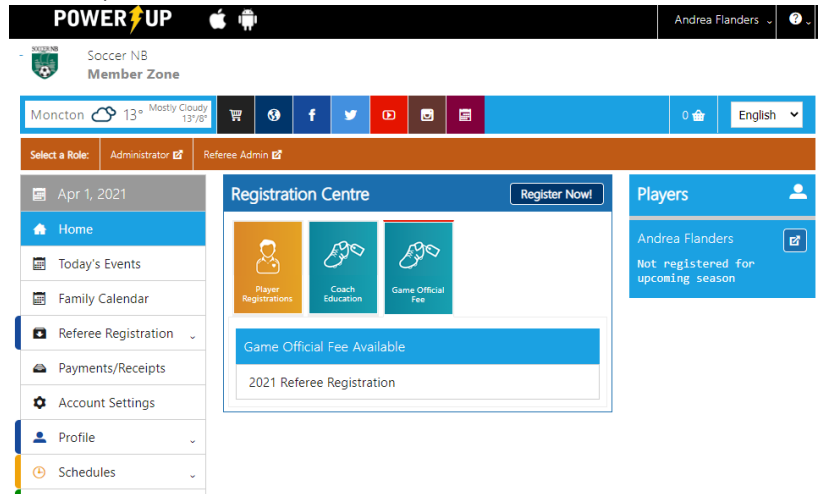 POWER UP
Andrea Flanders
?
SOCCER NB
Soccer NB
Member Zone
Moncton 13° Mostly Cloudy
13°/8°
0
English
Select a Role: Administrator Referee Admin
Apr 1, 2021
Home
Today's Events
Family Calendar
Referee Registration
Payments/Receipts
Account Settings
Profile
Schedules
Registration Centre
Register Now!
Player
Registrations
Coach
Education
Game Official
Fee
Game Official Fee Available
2021 Referee Registration
Players
Andrea Flanders
Not registered for
upcoming season